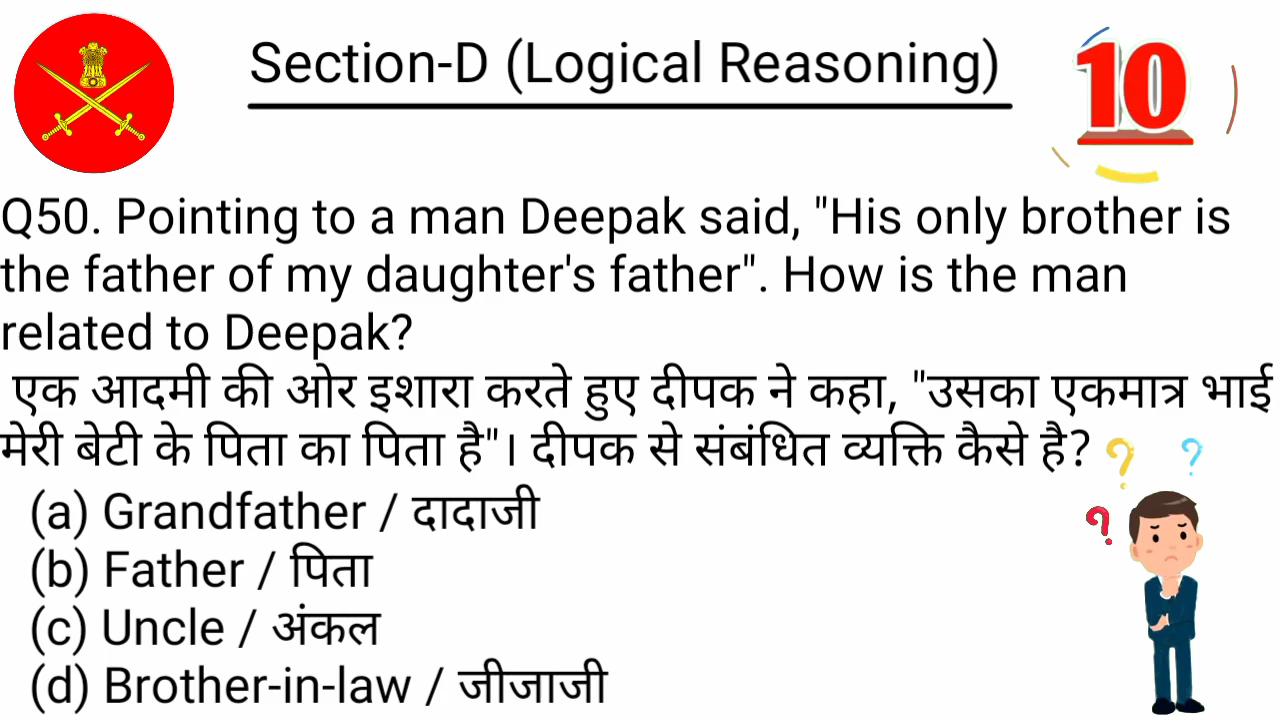 Section-D (Logical Reasoning)
10
Q50. Pointing to a man Deepak said, "His only brother is
the father of my daughter's father". How is the man
related to Deepak?
एक आदमी की ओर इशारा करते हुए दीपक ने कहा, "उसका एकमात्र भाई
मेरी बेटी के पिता का पिता है"। दीपक से संबंधित व्यक्ति कैसे है?
(a) Grandfather / दादाजी
(b) Father / पिता
(c) Uncle / अंकल
(d) Brother-in-law / जीजाजी